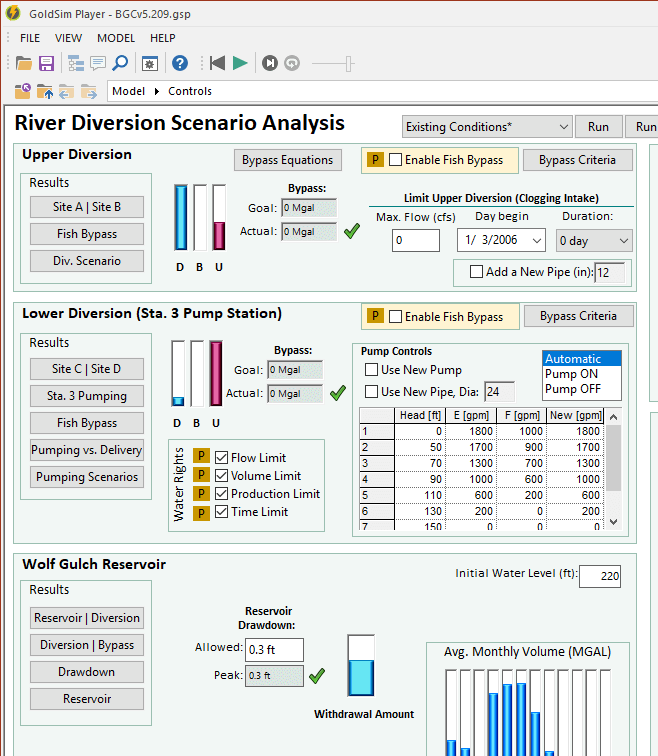 GoldSim Player - BGCv5.209.gsp
FILE VIEW MODEL HELP
Model Controls
River Diversion Scenario Analysis
Existing Conditions*
Run
Run
Upper Diversion
Bypass Equations
P Enable Fish Bypass
Bypass Criteria
Results
Site A | Site B
Fish Bypass
Div. Scenario
D B U
Bypass:
Goal: 0 Mgal
Actual: 0 Mgal
Limit Upper Diversion (Clogging Intake)
Max. Flow (cfs) Day begin Duration:
0 1/ 3/2006 0 day
Add a New Pipe (in): 12
Lower Diversion (Sta. 3 Pump Station)
P Enable Fish Bypass
Bypass Criteria
Results
Site C | Site D
Sta. 3 Pumping
Fish Bypass
Pumping vs. Delivery
Pumping Scenarios
D B U
Bypass:
Goal: 0 Mgal
Actual: 0 Mgal
Water Rights
P Flow Limit
P Volume Limit
P Production Limit
P Time Limit
Pump Controls
Use New Pump
Use New Pipe, Dia: 24
Automatic
Pump ON
Pump OFF
Head [ft] E [gpm] F [gpm] New [gpm]
1 0 1800 1000 1800
2 50 1700 900 1700
3 70 1300 700 1300
4 90 1000 600 1000
5 110 600 200 600
6 130 200 0 200
7 150 0 0 0
Wolf Gulch Reservoir
Initial Water Level (ft): 220
Results
Reservoir | Diversion
Diversion | Bypass
Drawdown
Reservoir
Reservoir
Drawdown:
Allowed: 0.3 ft
Peak: 0.3 ft
Withdrawal Amount
Avg. Monthly Volume (MGAL)